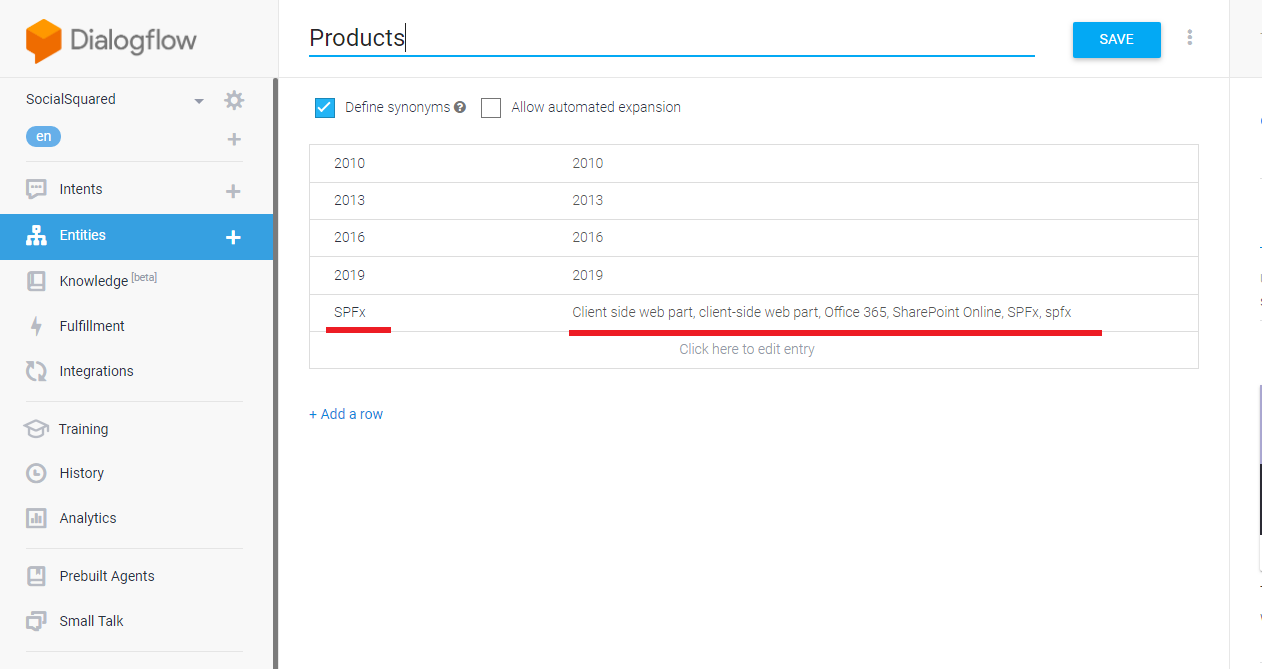 Dialogflow
Products
SAVE
SocialSquared
en
Define synonyms
Allow automated expansion
Intents
Entities
Knowledge [beta]
Fulfillment
Integrations
Training
History
Analytics
Prebuilt Agents
Small Talk
2010 2010
2013 2013
2016 2016
2019 2019
SPFx Client side web part, client-side web part, Office 365, SharePoint Online, SPFx, spfx
Click here to edit entry
+ Add a row